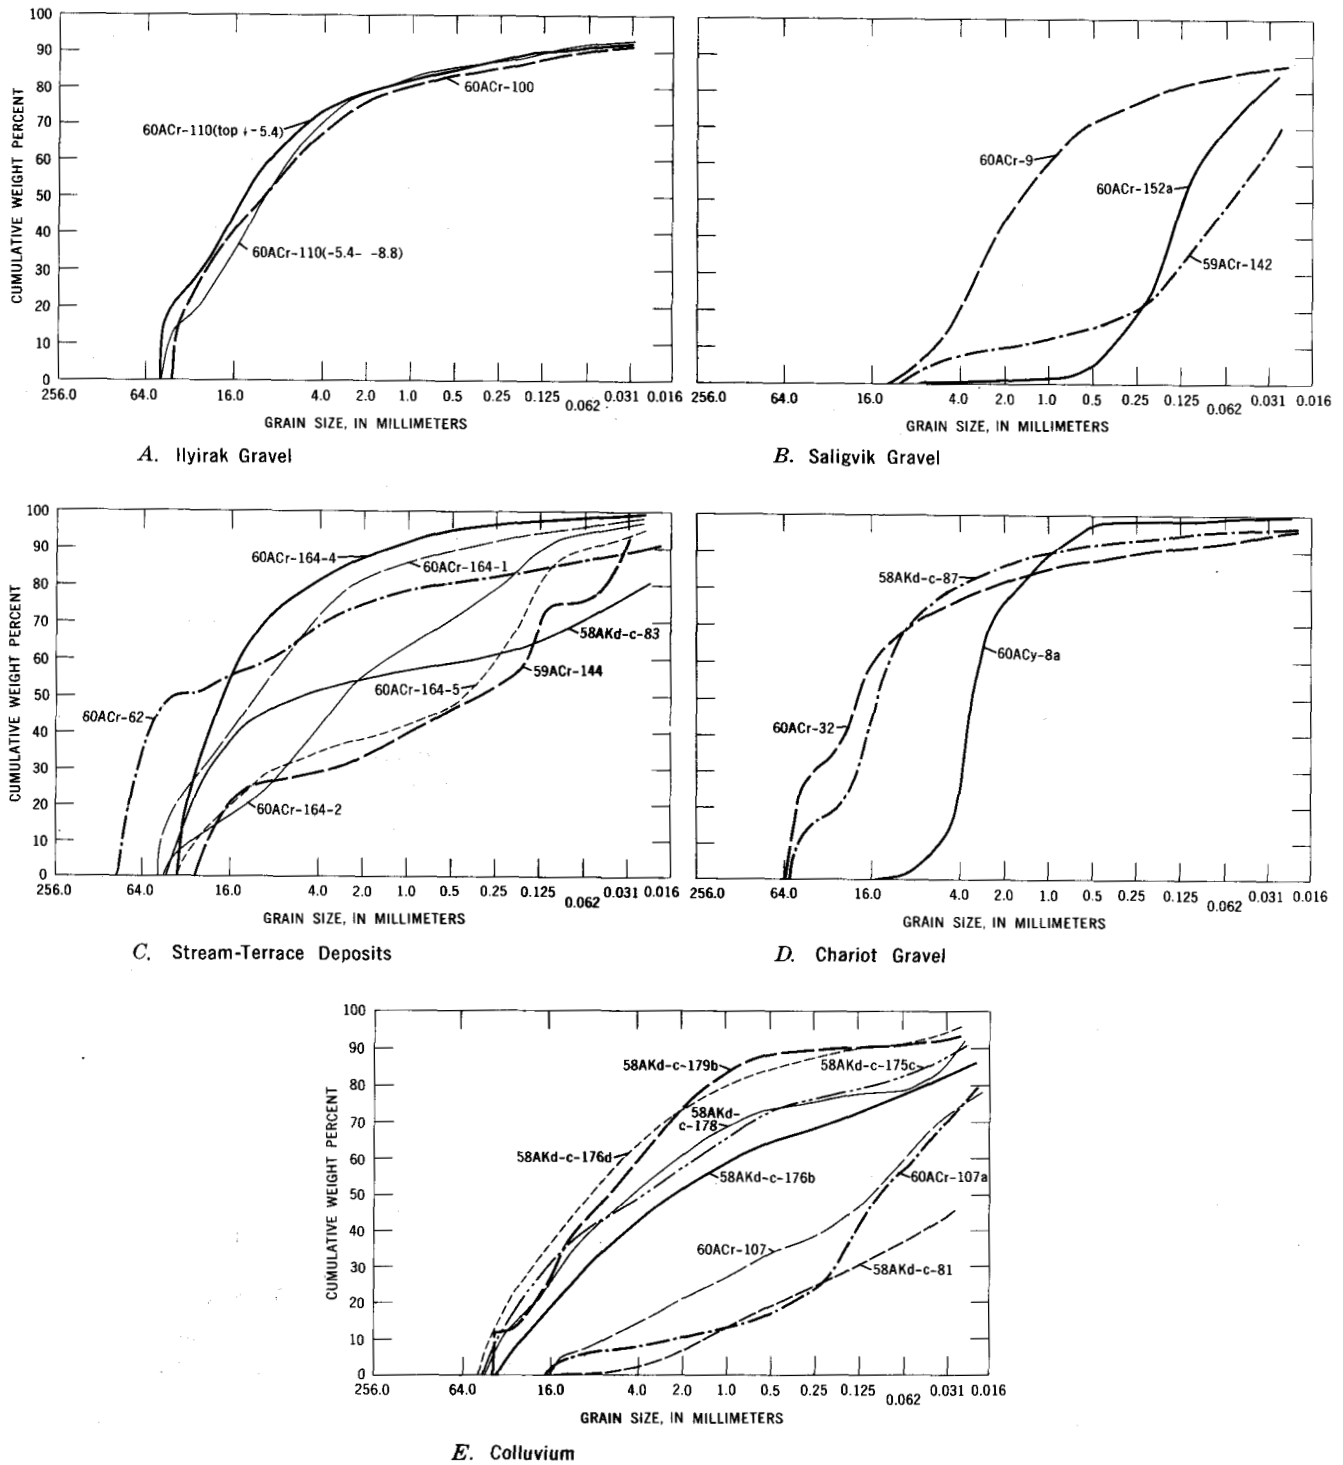 100
90
80
70
60
50
40
30
20
10
0
CUMULATIVE WEIGHT PERCENT
60ACr-100
60ACr-110(top ↓-5.4)
60ACr-110(-5.4- -8.8)
256.0 64.0 16.0 4.0 2.0 1.0 0.5 0.25 0.125 0.062 0.031 0.016
GRAIN SIZE, IN MILLIMETERS
A. Ilyirak Gravel
60ACr-9
60ACr-152a
59ACr-142
256.0 64.0 16.0 4.0 2.0 1.0 0.5 0.25 0.125 0.062 0.031 0.016
GRAIN SIZE, IN MILLIMETERS
B. Saligvik Gravel
100
90
80
70
60
50
40
30
20
10
0
CUMULATIVE WEIGHT PERCENT
60ACr-164-4
60ACr-164-1
58AKd-c-83
59ACr-144
60ACr-164-5
60ACr-62
60ACr-164-2
256.0 64.0 16.0 4.0 2.0 1.0 0.5 0.25 0.125 0.062 0.031 0.016
GRAIN SIZE, IN MILLIMETERS
C. Stream-Terrace Deposits
58AKd-c-87
60ACy-8a
60ACr-32
256.0 64.0 16.0 4.0 2.0 1.0 0.5 0.25 0.125 0.062 0.031 0.016
GRAIN SIZE, IN MILLIMETERS
D. Chariot Gravel
100
90
80
70
60
50
40
30
20
10
0
CUMULATIVE WEIGHT PERCENT
58AKd-c-179b
58AKd-c-175c
58AKd-
c-178
58AKd-c-176d
58AKd-c-176b
60ACr-107a
60ACr-107
58AKd-c-81
256.0 64.0 16.0 4.0 2.0 1.0 0.5 0.25 0.125 0.062 0.031 0.016
GRAIN SIZE, IN MILLIMETERS
E. Colluvium